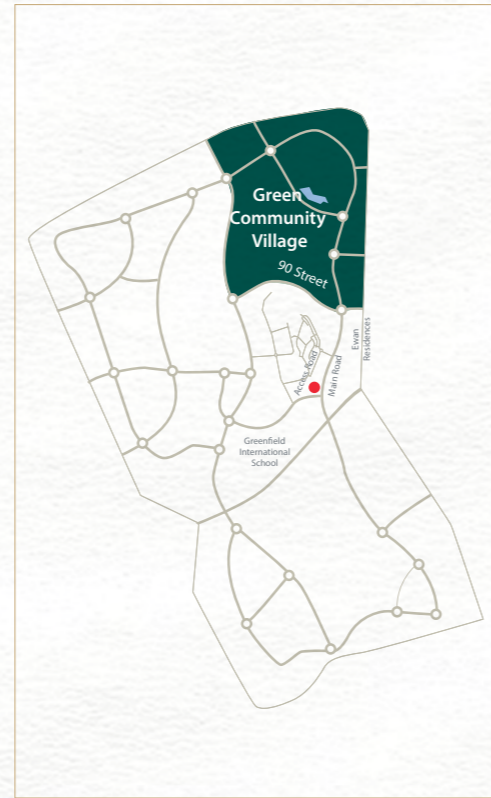 Green
Community
Village
90 Street
Ewan
Residences
Access Road
Main Road
Greenfield
International
School